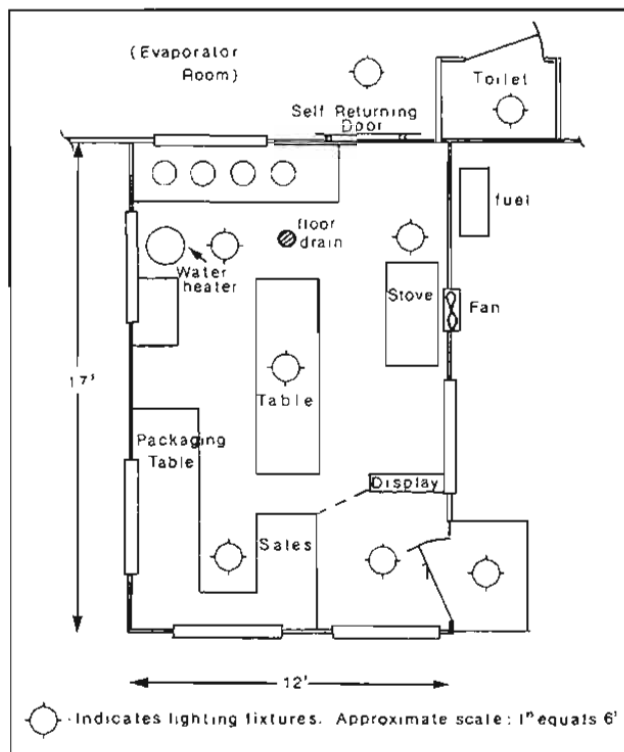 (Evaporator
Room)
Toilet
Self Returning
Door
fuel
floor
drain
Water
heater
Stove
Fan
17'
Table
Packaging
Table
Display
Sales
12'
-Indicates lighting fixtures. Approximate scale: 1" equals 6'